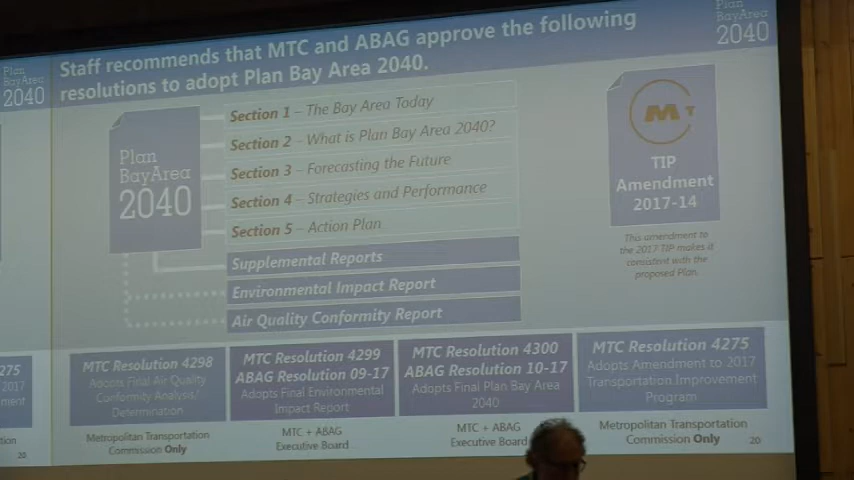 Staff recommends that MTC and ABAG approve the following
resolutions to adopt Plan Bay Area 2040.
Plan
BayArea
2040
Plan
BayArea
2040
Plan
BayArea
2040
Section 1 – The Bay Area Today
Section 2 - What is Plan Bay Area 2040?
Section 3 - Forecasting the Future
Section 4 - Strategies and Performance
Section 5 - Action Plan
Supplemental Reports
Environmental Impact Report
Air Quality Conformity Report
MT
TIP
Amendment
2017-14
This amendment to
the 2017 TIP makes it
consistent with the
proposed Plan.
275
2017
ment
tion
20
MTC Resolution 4298
Adopts Final Air Quality
Conformity Analysis/
Determination
Metropolitan Transportation
Commission Only
MTC Resolution 4299
ABAG Resolution 09-17
Adopts Final Environmental
Impact Report
MTC + ABAG
Executive Board
MTC Resolution 4300
ABAG Resolution 10-17
Adopts Final Plan Bay Area
2040
MTC + ABAG
Executive Board
MTC Resolution 4275
Adopts Amendment to 2017
Transportation Improvement
Program
Metropolitan Transportation
Commission Only
20